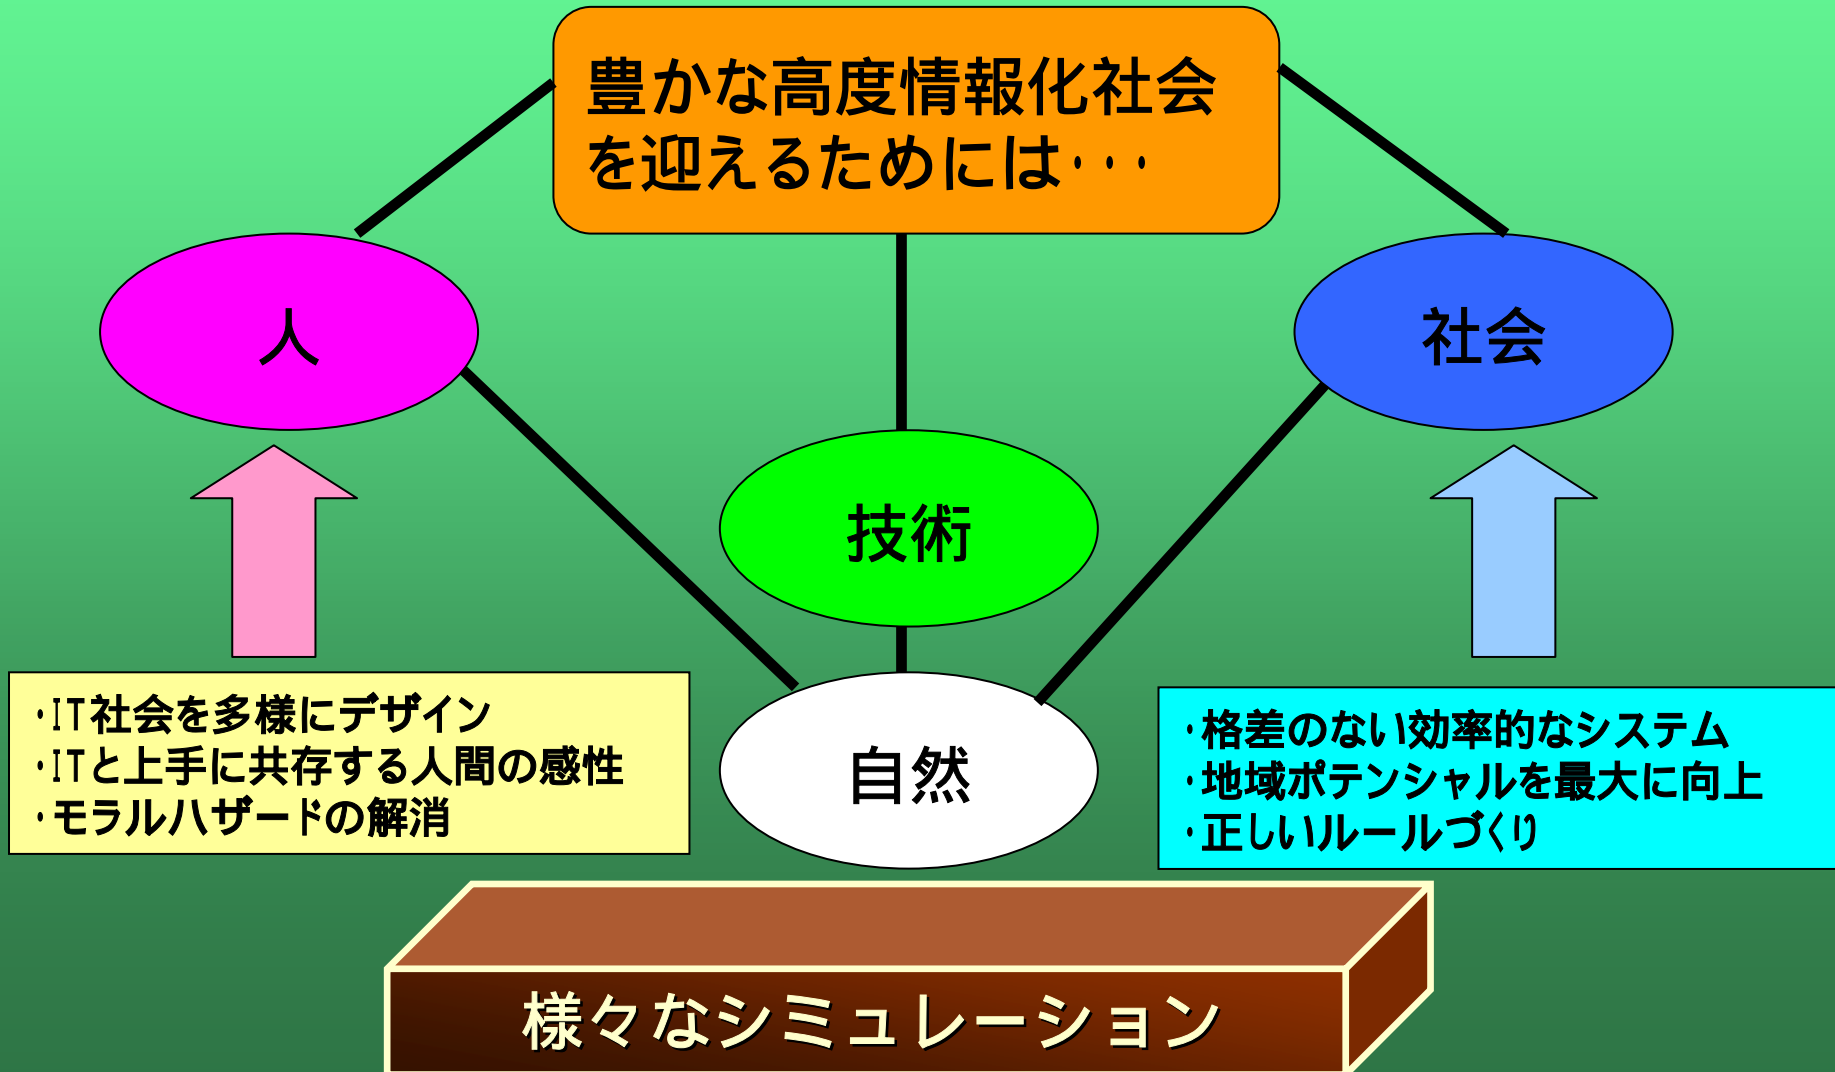 豊かな高度情報化社会
を迎えるためには・・・
人
社会
技術
自然
・IT社会を多様にデザイン
・ITと上手に共存する人間の感性
・モラルハザードの解消
・格差のない効率的なシステム
・地域ポテンシャルを最大に向上
・正しいルールづくり
様々なシミュレーション